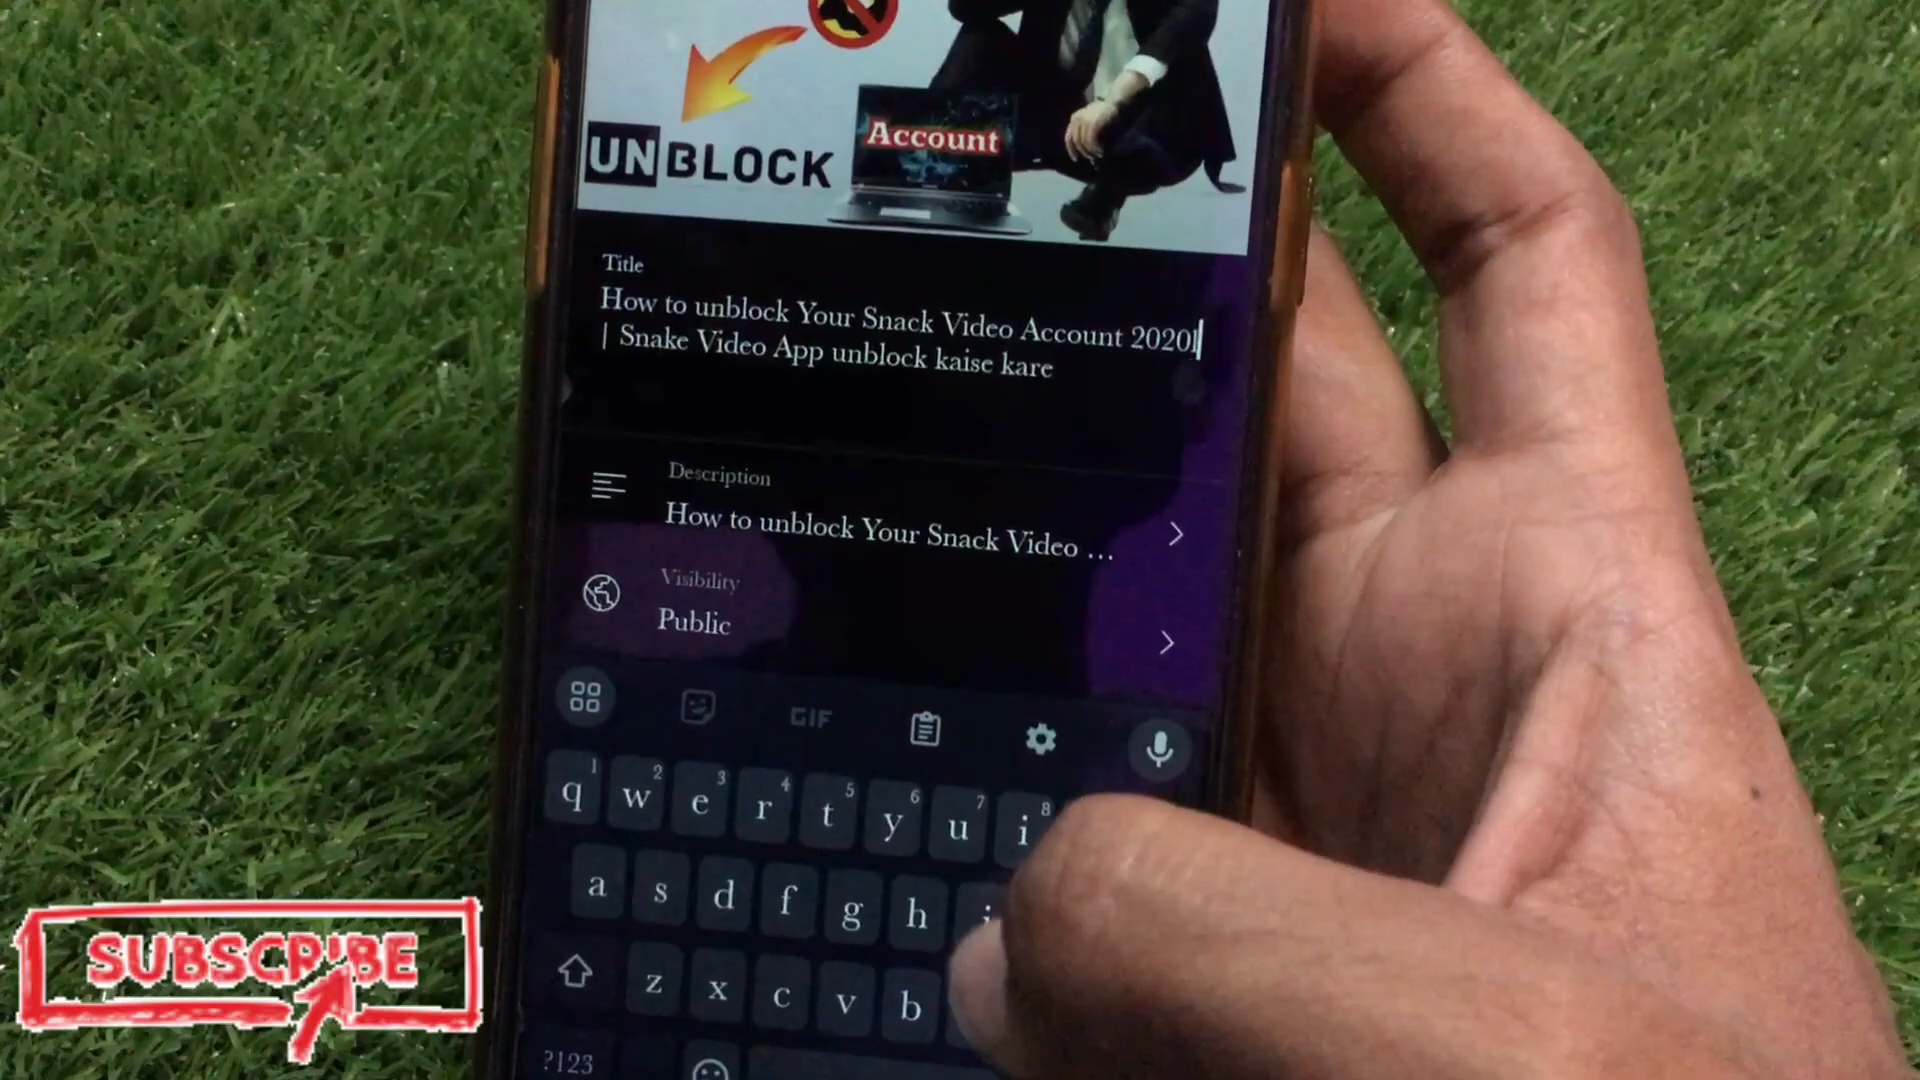 UNBLOCK
Account
Title
How to unblock Your Snack Video Account 2020l
| Snake Video App unblock kaise kare
Description
How to unblock Your Snack Video ...
Visibility
Public
GIF
1 2 3 4 5 6 7 8
q w e r t y u i
a s d f g h
z x c v b
?123
SUBSCRIBE